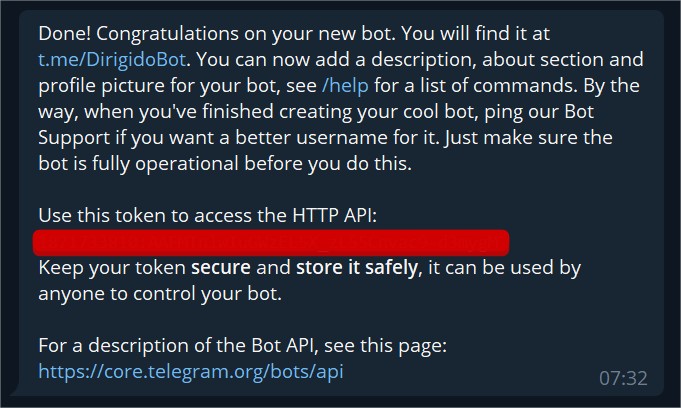 Done! Congratulations on your new bot. You will find it at
t.me/DirigidoBot. You can now add a description, about section and
profile picture for your bot, see /help for a list of commands. By the
way, when you've finished creating your cool bot, ping our Bot
Support if you want a better username for it. Just make sure the
bot is fully operational before you do this.
Use this token to access the HTTP API:
Keep your token secure and store it safely, it can be used by
anyone to control your bot.
For a description of the Bot API, see this page:
https://core.telegram.org/bots/api
07:32